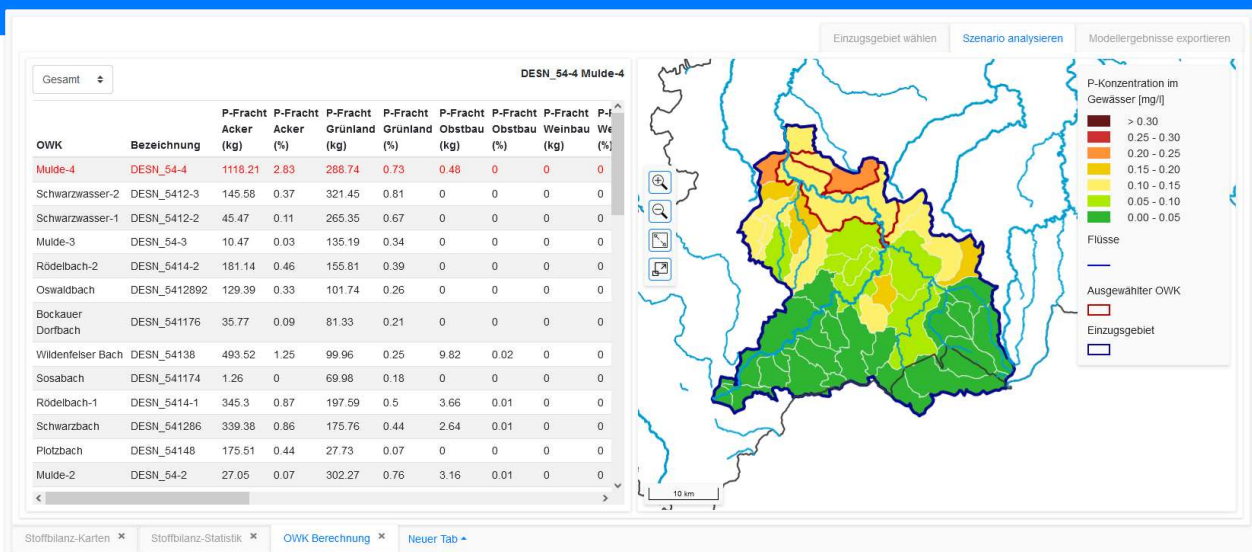 Einzugsgebiet wählen Szenario analysieren Modellergebnisse exportieren
Gesamt DESN_54-4 Mulde-4
OWK Bezeichnung P-Fracht Acker (kg) P-Fracht Acker (%) P-Fracht Grünland (kg) P-Fracht Grünland (%) P-Fracht Obstbau (kg) P-Fracht Obstbau (%) P-Fracht Weinbau (kg)
Mulde-4 DESN_54-4 1118.21 2.83 288.74 0.73 0.48 0 0 0
Schwarzwasser-2 DESN_5412-3 145.58 0.37 321.45 0.81 0 0 0 0
Schwarzwasser-1 DESN_5412-2 45.47 0.11 265.35 0.67 0 0 0 0
Mulde-3 DESN_54-3 10.47 0.03 135.19 0.34 0 0 0 0
Rödelbach-2 DESN_5414-2 181.14 0.46 155.81 0.39 0 0 0 0
Oswaldbach DESN_5412892 129.39 0.33 101.74 0.26 0 0 0 0
Bockauer Dorfbach DESN_541176 35.77 0.09 81.33 0.21 0 0 0 0
Wildenfelser Bach DESN_54138 493.52 1.25 99.96 0.25 9.82 0.02 0 0
Sosabach DESN_541174 1.26 0 69.98 0.18 0 0 0 0
Rödelbach-1 DESN_5414-1 345.3 0.87 197.59 0.5 3.66 0.01 0 0
Schwarzbach DESN_541286 339.38 0.86 175.76 0.44 2.64 0.01 0 0
Plotzbach DESN_54148 175.51 0.44 27.73 0.07 0 0 0 0
Mulde-2 DESN_54-2 27.05 0.07 302.27 0.76 3.16 0.01 0 0
P-Konzentration im
Gewässer [mg/l]
> 0.30
0.25 - 0.30
0.20 - 0.25
0.15 - 0.20
0.10 - 0.15
0.05 - 0.10
0.00 - 0.05
Flüsse
Ausgewählter OWK
Einzugsgebiet
10 km
Stoffbilanz-Karten × Stoffbilanz-Statistik × OWK Berechnung × Neuer Tab